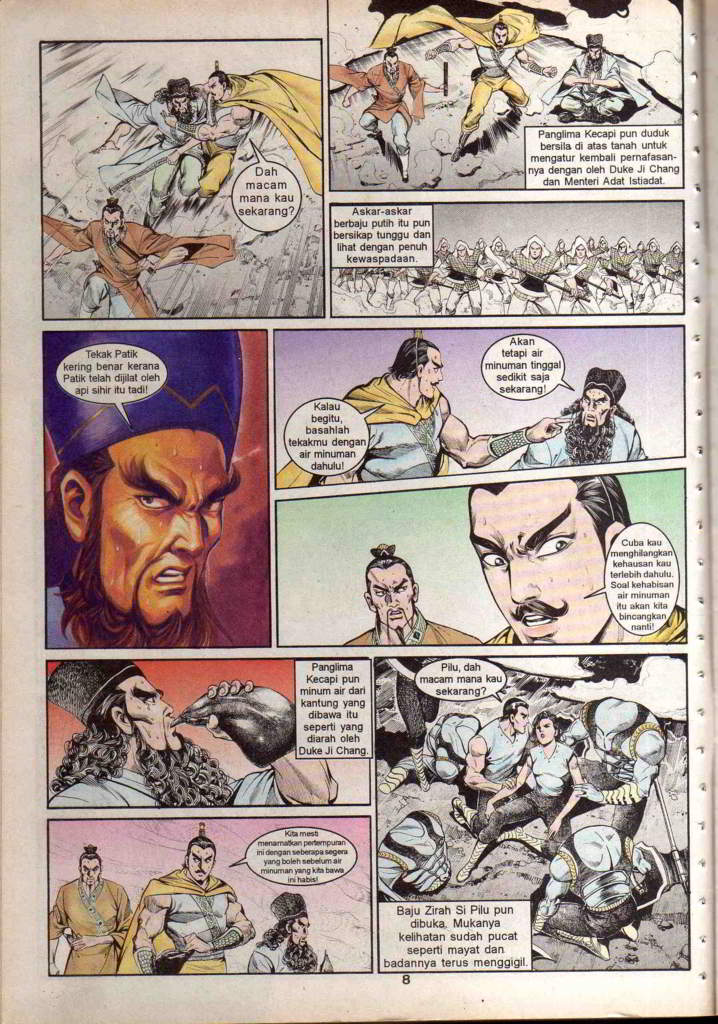 Dah
macam
mana kau
sekarang?
Panglima Kecapi pun duduk
bersila di atas tanah untuk
mengatur kembali pernafasan-
nya dengan oleh Duke Ji Chang
dan Menteri Adat Istiadat.
Askar-askar
berbaju putih itu pun
bersikap tunggu dan
lihat dengan penuh
kewaspadaan.
Tekak Patik
kering benar kerana
Patik telah dijilat oleh
api sihir itu tadi!
Kalau
begitu,
basahlah
tekakmu dengan
air minuman
dahulu!
Akan
tetapi air
minuman tinggal
sedikit saja
sekarang!
Cuba kau
menghilangkan
kehausan kau
terlebih dahulu.
Soal kehabisan
air minuman
itu akan kita
bincangkan
nanti!
Panglima
Kecapi pun
minum air dari
kantung yang
dibawa itu
seperti yang
diarah oleh
Duke Ji Chang.
Pilu, dah
macam mana kau
sekarang?
Kita mesti
menamatkan pertempuran
ini dengan seberapa segera
yang boleh sebelum air
minuman yang kita bawa
ini habis!
Baju Zirah Si Pilu pun
dibuka. Mukanya
kelihatan sudah pucat
seperti mayat dan
badannya terus menggigil.
8